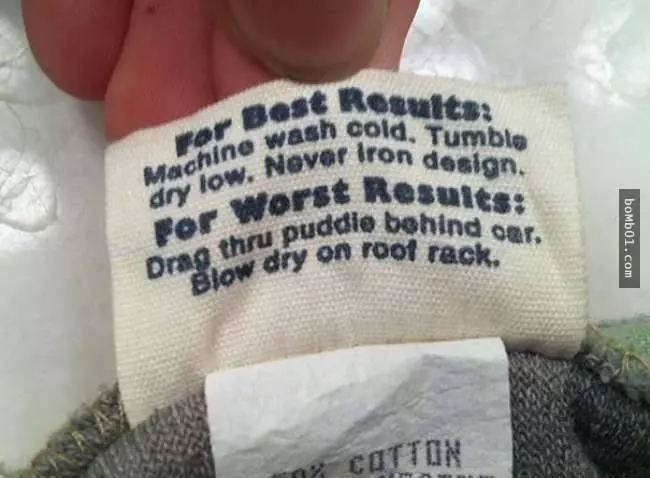 For Best Results:
Machine wash cold. Tumble
dry low. Never iron design.
For Worst Results:
Drag thru puddle behind car.
Blow dry on roof rack.
COTTON
boMb01.com